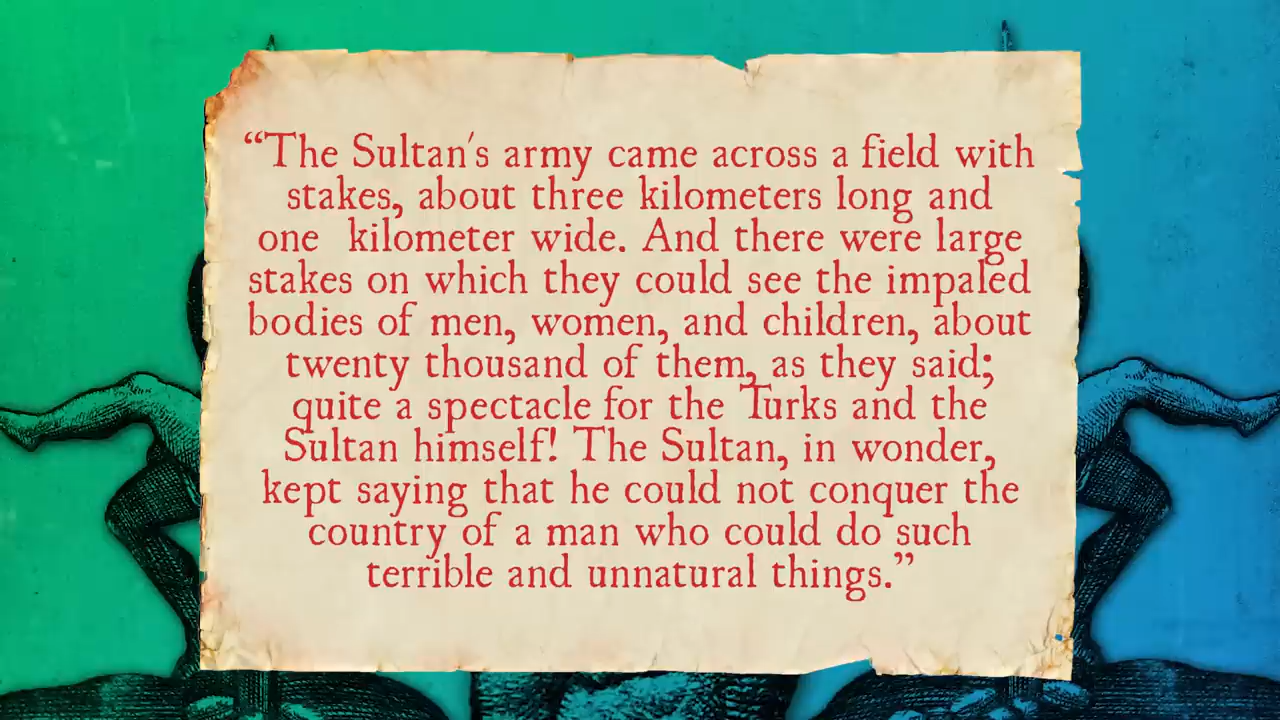 “The Sultan's army came across a field with
stakes, about three kilometers long and
one kilometer wide. And there were large
stakes on which they could see the impaled
bodies of men, women, and children, about
twenty thousand of them, as they said;
quite a spectacle for the Turks and the
Sultan himself! The Sultan, in wonder,
kept saying that he could not conquer the
country of a man who could do such
terrible and unnatural things.”